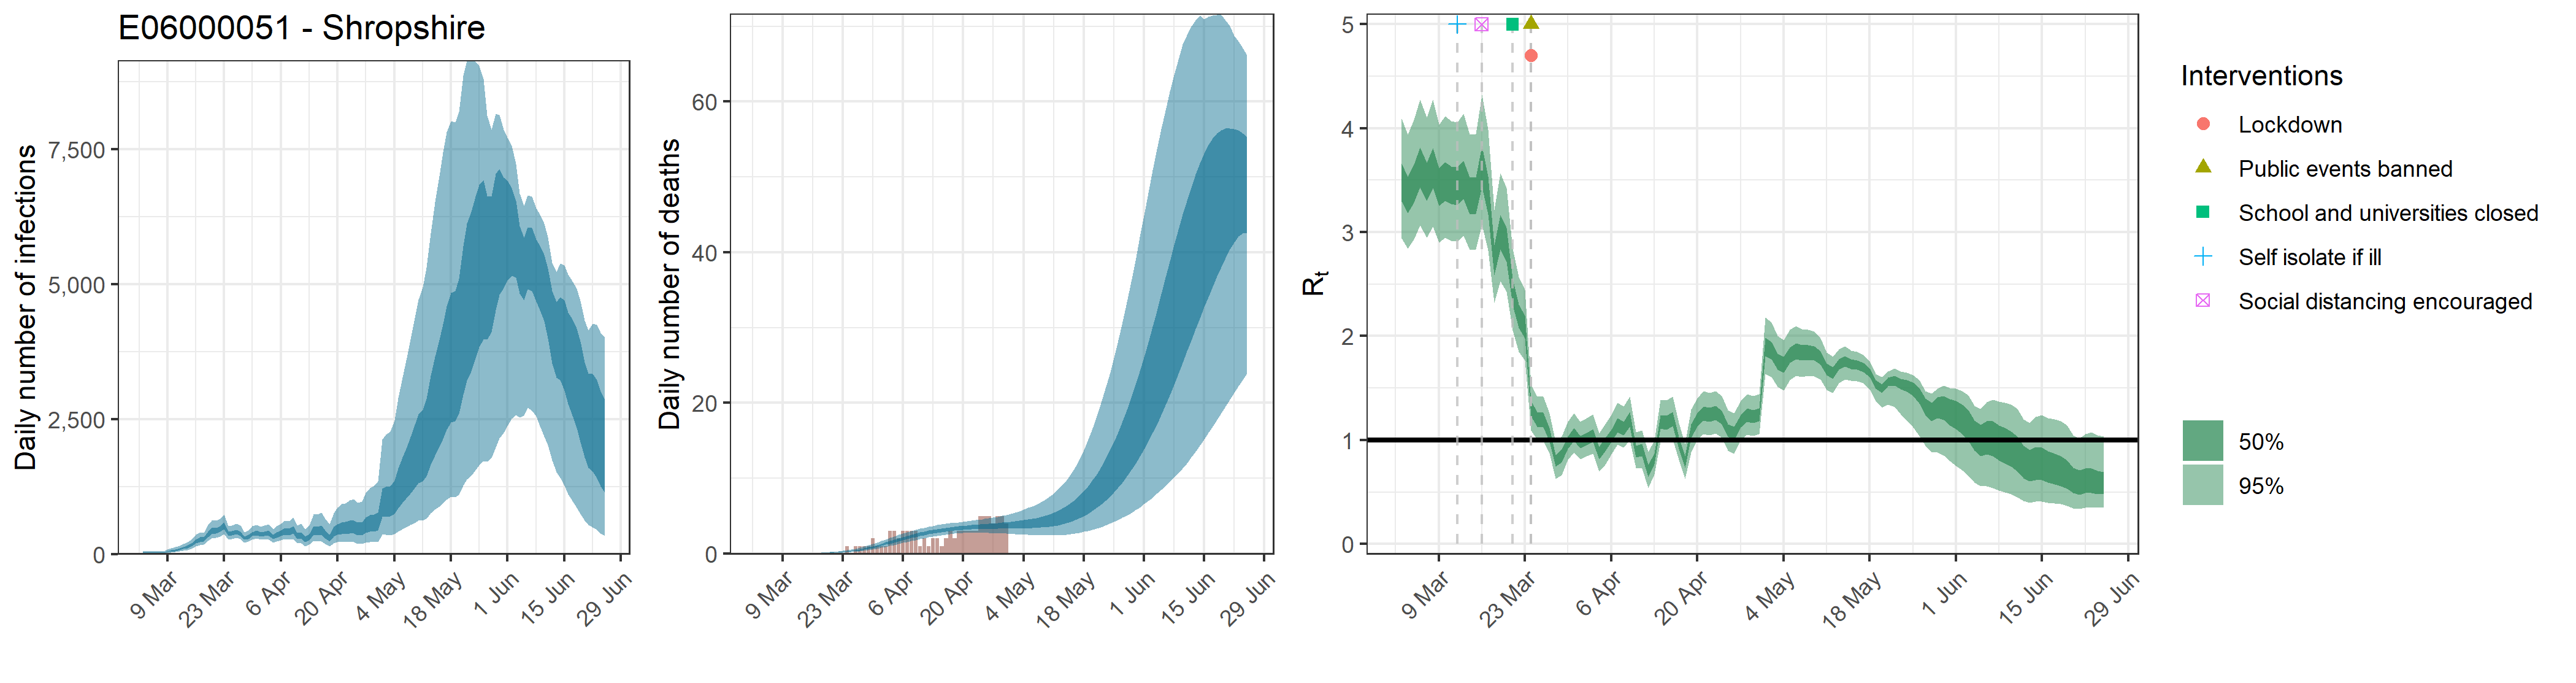 E06000051 - Shropshire
Daily number of infections
7,500
5,000
2,500
0
9 Mar
23 Mar
6 Apr
20 Apr
4 May
18 May
1 Jun
15 Jun
29 Jun
Daily number of deaths
60
40
20
0
9 Mar
23 Mar
6 Apr
20 Apr
4 May
18 May
1 Jun
15 Jun
29 Jun
Rt
5
4
3
2
1
0
9 Mar
23 Mar
6 Apr
20 Apr
4 May
18 May
1 Jun
15 Jun
29 Jun
Interventions
Lockdown
Public events banned
School and universities closed
Self isolate if ill
Social distancing encouraged
50%
95%